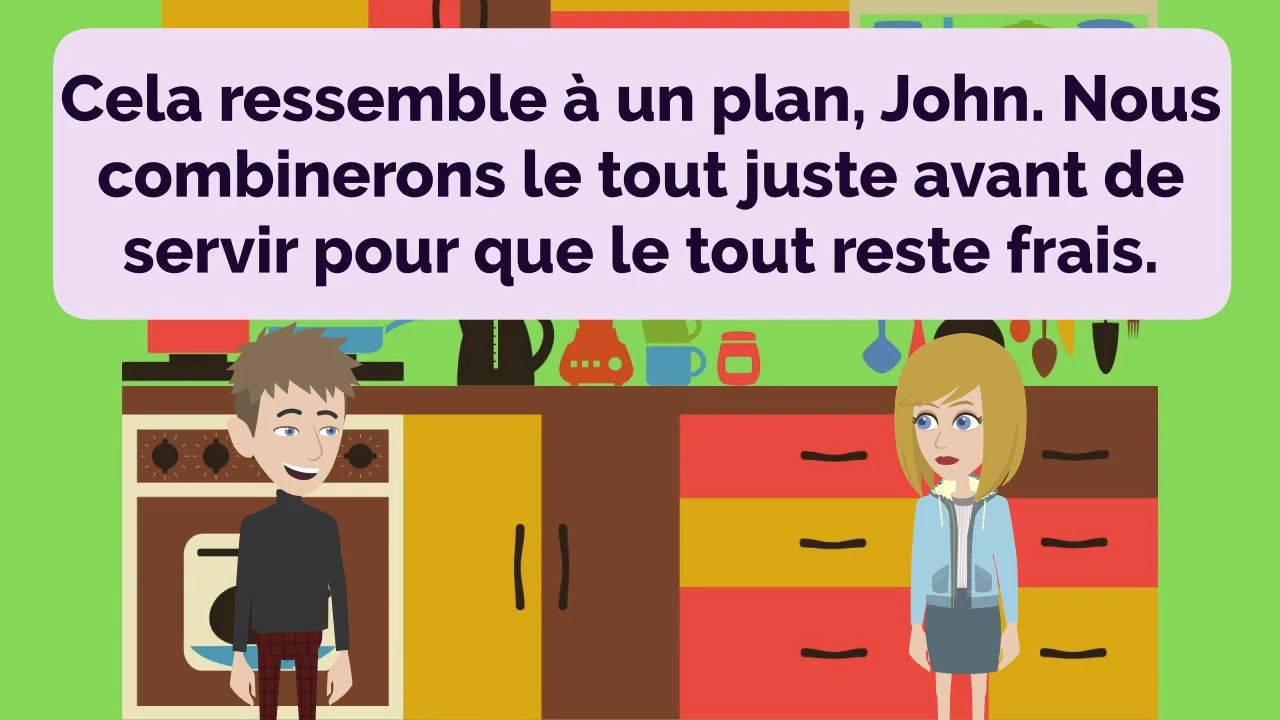 Cela ressemble à un plan, John. Nous
combinerons le tout juste avant de
servir pour que le tout reste frais.